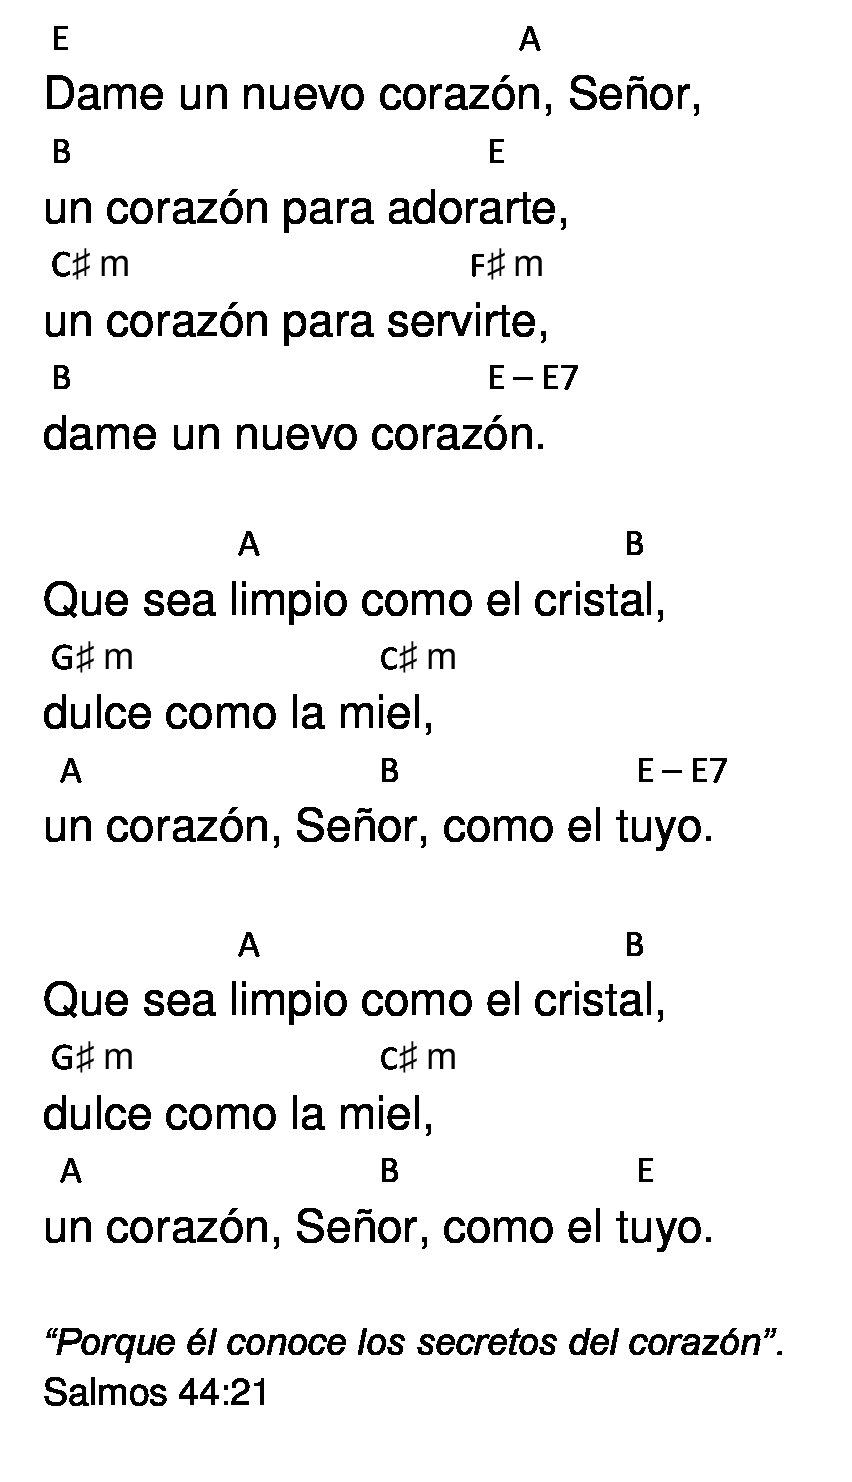 E A
Dame un nuevo corazón, Señor,
B E
un corazón para adorarte,
C♯ m F♯ m
un corazón para servirte,
B E – E7
dame un nuevo corazón.
A B
Que sea limpio como el cristal,
G♯ m C♯ m
dulce como la miel,
A B E – E7
un corazón, Señor, como el tuyo.
A B
Que sea limpio como el cristal,
G♯ m C♯ m
dulce como la miel,
A B E
un corazón, Señor, como el tuyo.
“Porque él conoce los secretos del corazón”.
Salmos 44:21